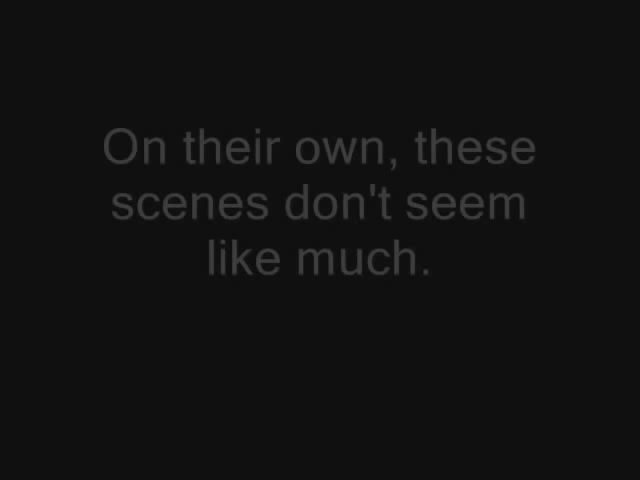 On their own, these
scenes don't seem
like much.